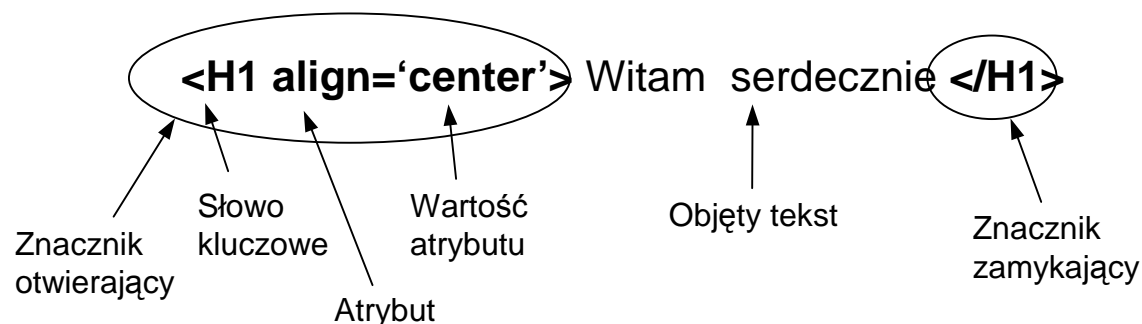 <H1 align=‘center’> Witam serdecznie </H1>
Słowo
kluczowe
Wartość
atrybutu
Objęty tekst
Znacznik
otwierający
Znacznik
zamykający
Atrybut